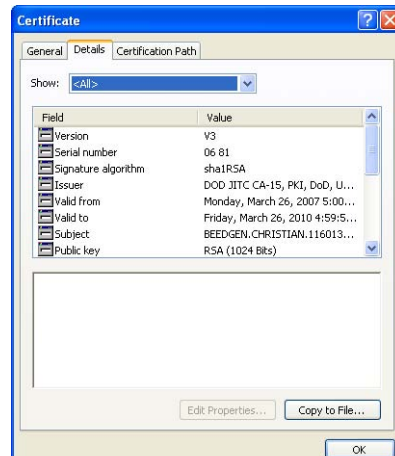 Certificate
General Details Certification Path
Show: <All>
Field Value
Version V3
Serial number 06 81
Signature algorithm sha1RSA
Issuer DOD JITC CA-15, PKI, DoD, U...
Valid from Monday, March 26, 2007 5:00...
Valid to Friday, March 26, 2010 4:59:5...
Subject BEEDGEN.CHRISTIAN.116013...
Public key RSA (1024 Bits)
Edit Properties... Copy to File...
OK